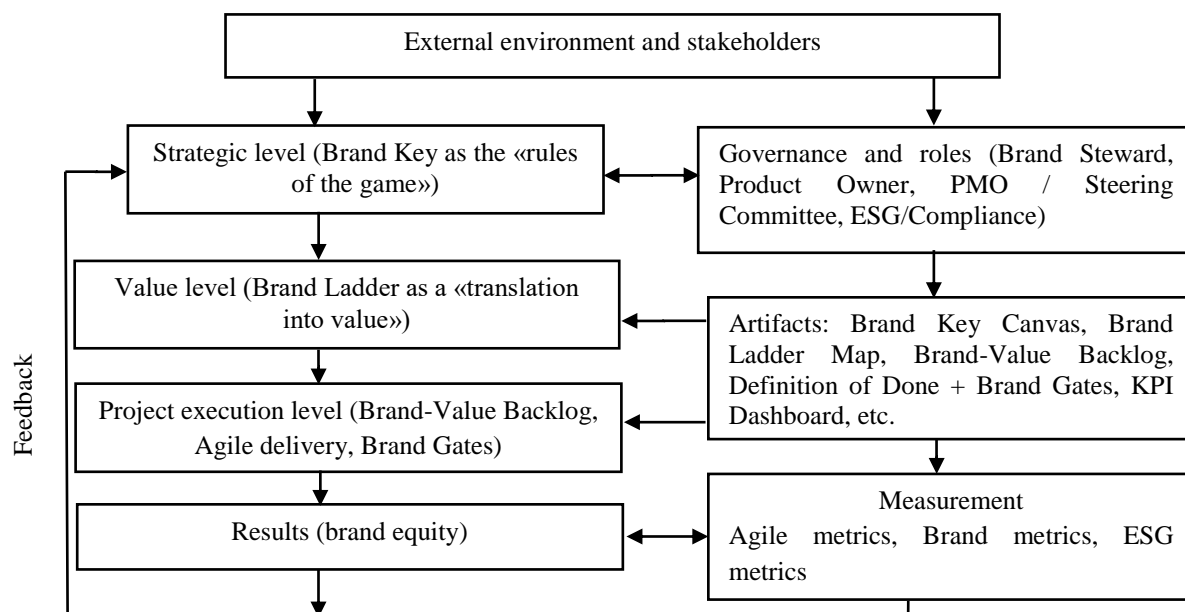 External environment and stakeholders
Strategic level (Brand Key as the «rules
of the game»)
Governance and roles (Brand Steward,
Product Owner, PMO / Steering
Committee, ESG/Compliance)
Value level (Brand Ladder as a «translation
into value»)
Artifacts: Brand Key Canvas, Brand
Ladder Map, Brand-Value Backlog,
Definition of Done + Brand Gates, KPI
Dashboard, etc.
Project execution level (Brand-Value Backlog,
Agile delivery, Brand Gates)
Results (brand equity)
Measurement
Agile metrics, Brand metrics, ESG
metrics
Feedback